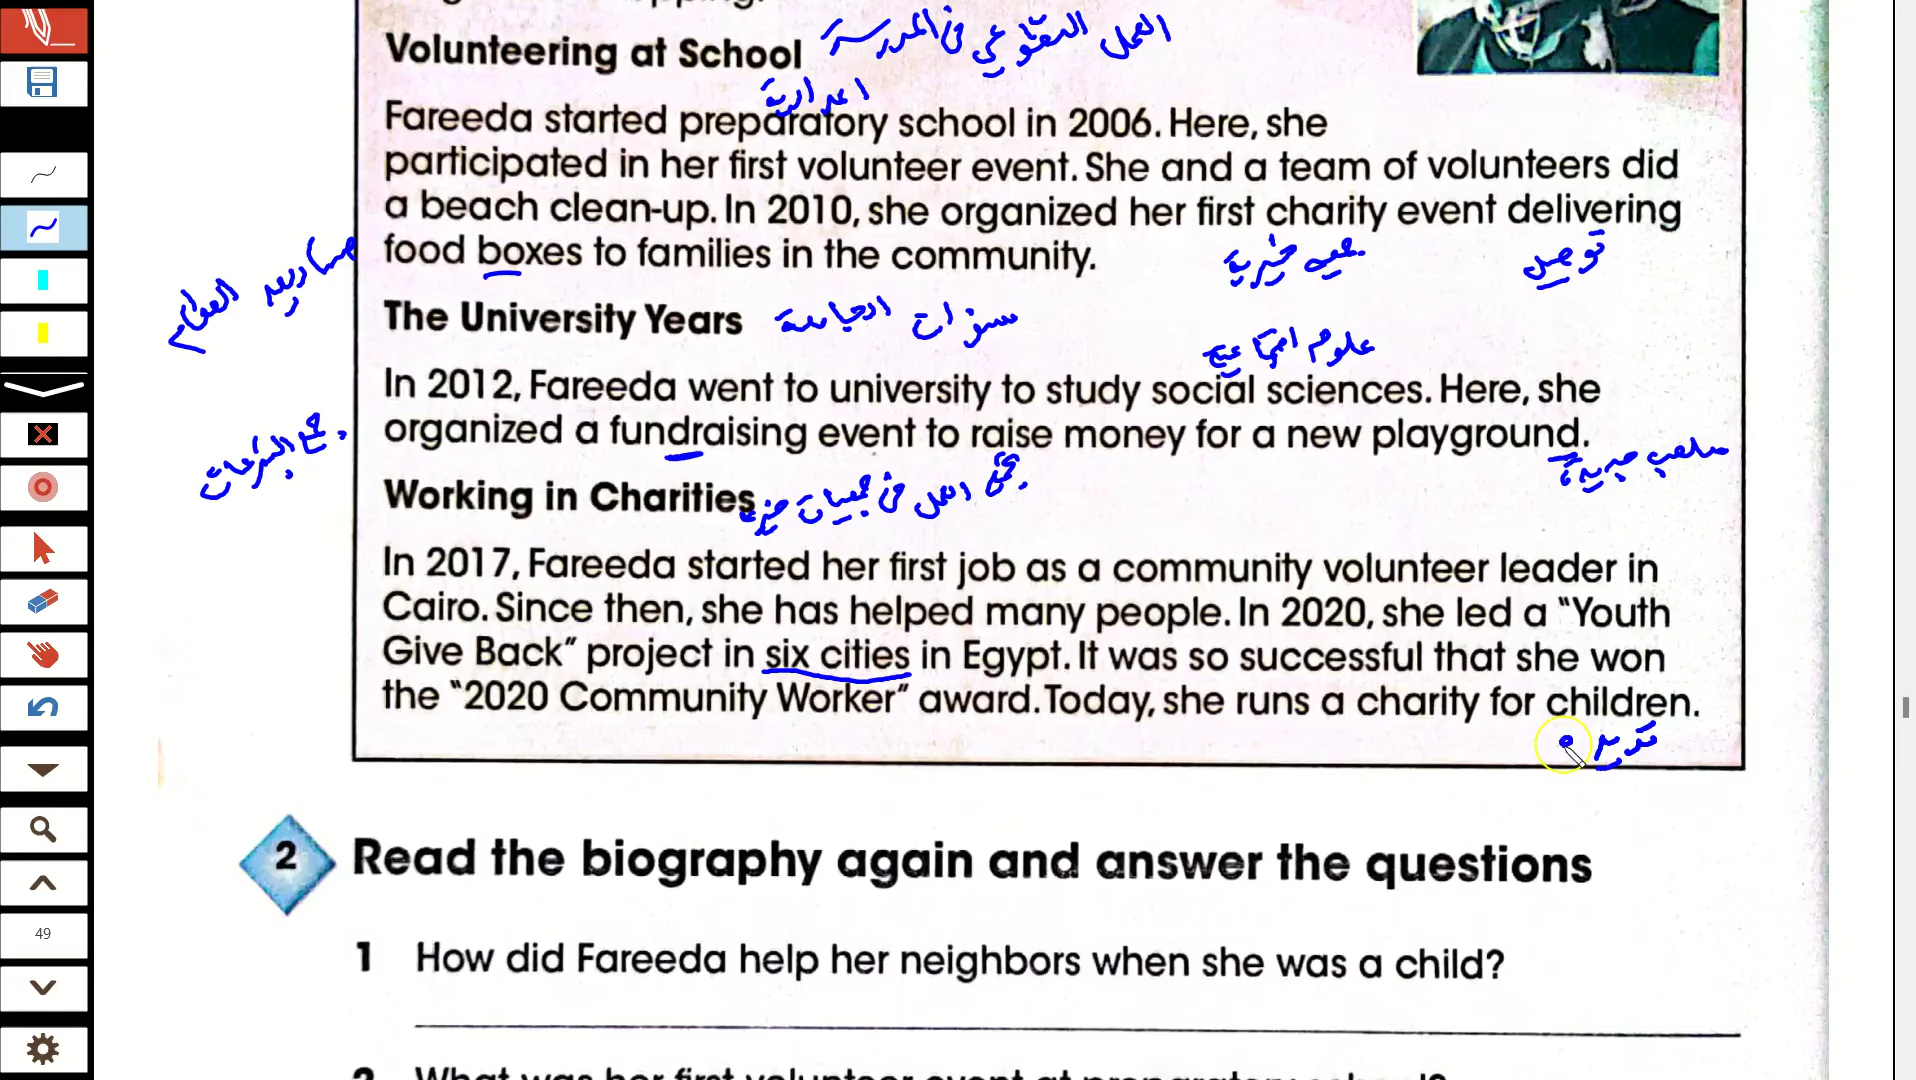 Volunteering at School العمل التطوعي في المدرسة
اعدادية
Fareeda started preparatory school in 2006. Here, she
participated in her first volunteer event. She and a team of volunteers did
a beach clean-up. In 2010, she organized her first charity event delivering
food boxes to families in the community.
خيرية توصيل
صناديق الطعام
The University Years سنوات الجامعة
علوم اجتماعية
In 2012, Fareeda went to university to study social sciences. Here, she
organized a fundraising event to raise money for a new playground.
جمع التبرعات
ملعب جديدة
Working in Charities العمل في جمعيات
يجمع
In 2017, Fareeda started her first job as a community volunteer leader in
Cairo. Since then, she has helped many people. In 2020, she led a “Youth
Give Back” project in six cities in Egypt. It was so successful that she won
the “2020 Community Worker” award. Today, she runs a charity for children.
تدير
2 Read the biography again and answer the questions
1 How did Fareeda help her neighbors when she was a child?
49